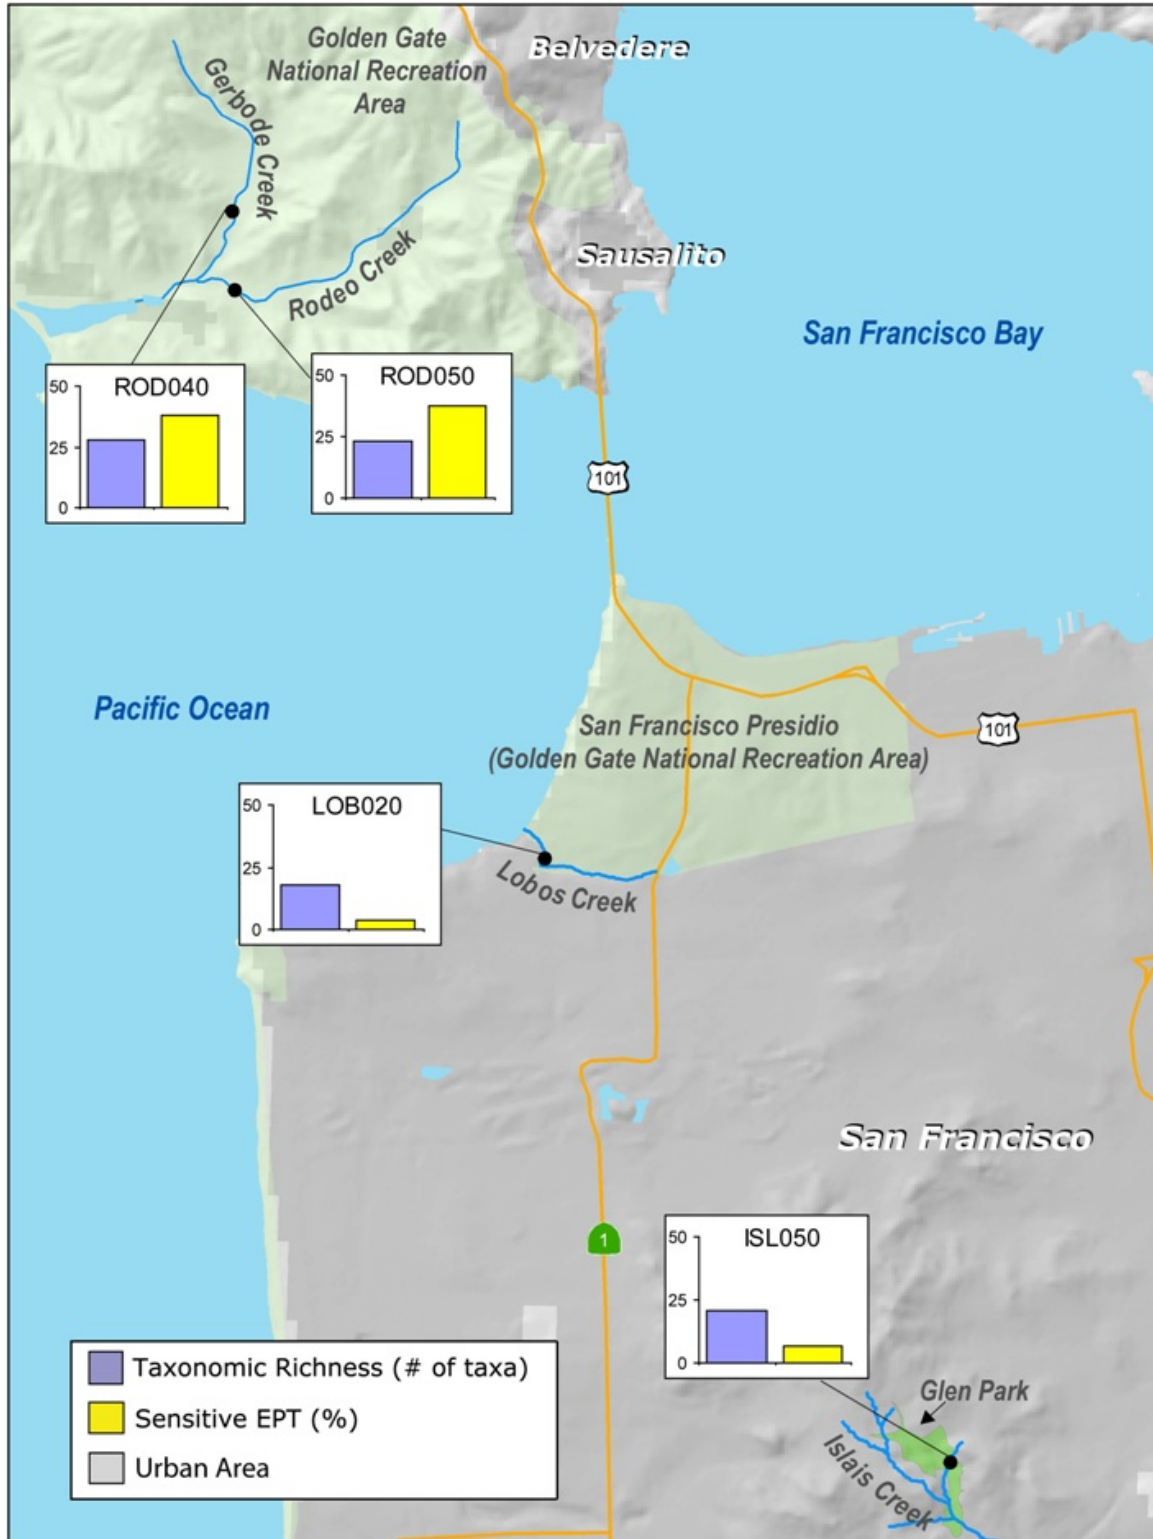 Golden Gate
National Recreation
Area
Belvedere
Gerbode Creek
Sausalito
Rodeo Creek
San Francisco Bay
ROD040
50
25
0
ROD050
50
25
0
101
Pacific Ocean
San Francisco Presidio
(Golden Gate National Recreation Area)
101
LOB020
50
25
0
Lobos Creek
San Francisco
1
ISL050
50
25
0
Glen Park
Islais Creek
Taxonomic Richness (# of taxa)
Sensitive EPT (%)
Urban Area